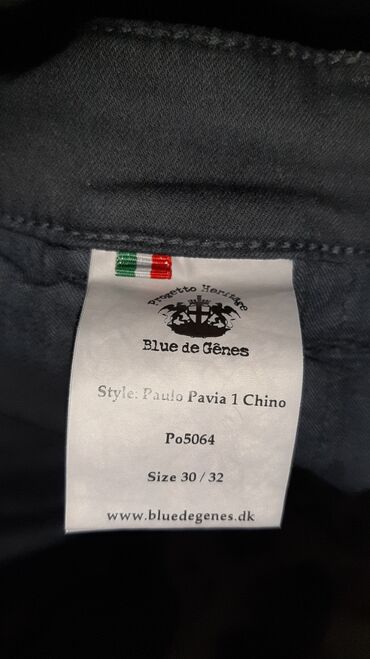 Progetto Heritage
Blue de Gênes
Style: Paulo Pavia 1 Chino
Po5064
Size 30 / 32
www.bluedegenes.dk